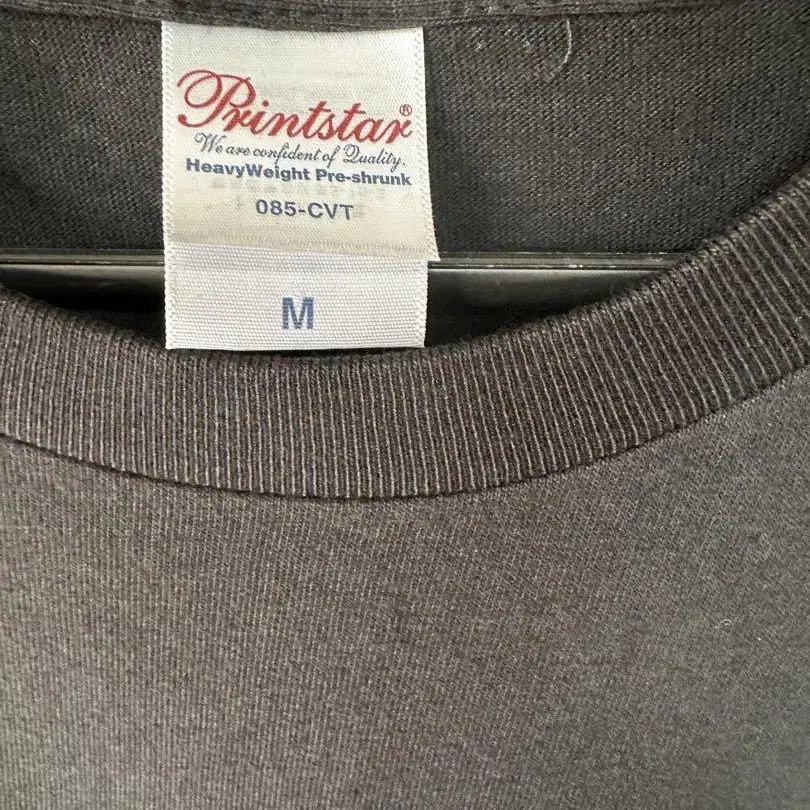 Printstar®
We are confident of Quality.
HeavyWeight Pre-shrunk
085-CVT
M